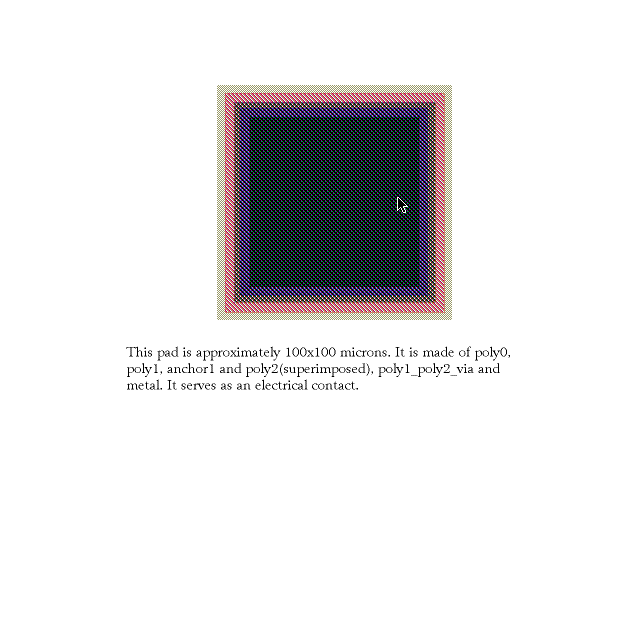 This pad is approximately 100x100 microns. It is made of poly0,
poly1, anchor1 and poly2(superimposed), poly1_poly2_via and
metal. It serves as an electrical contact.